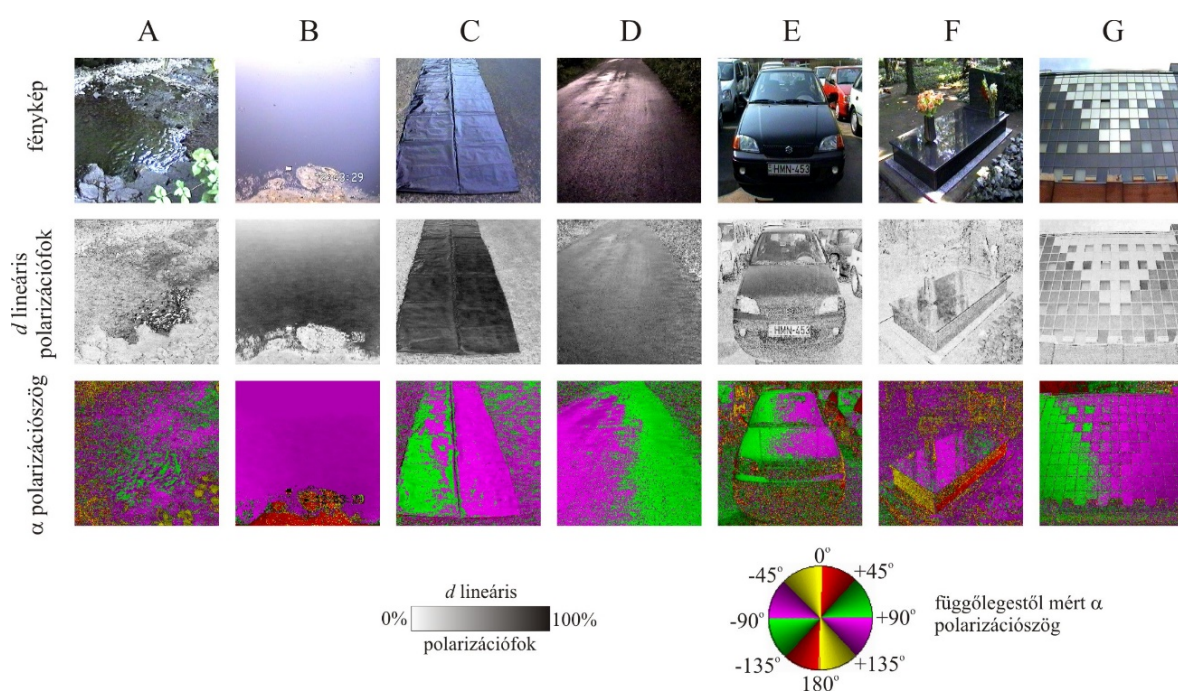 A B C D E F G
fénykép
HMN-453
d lineáris
polarizációfok
HMN-453
α polarizációszög
d lineáris
0% 100%
polarizációfok
0°
-45° +45°
-90° +90°
-135° +135°
180°
függőlegestől mért α
polarizációszög